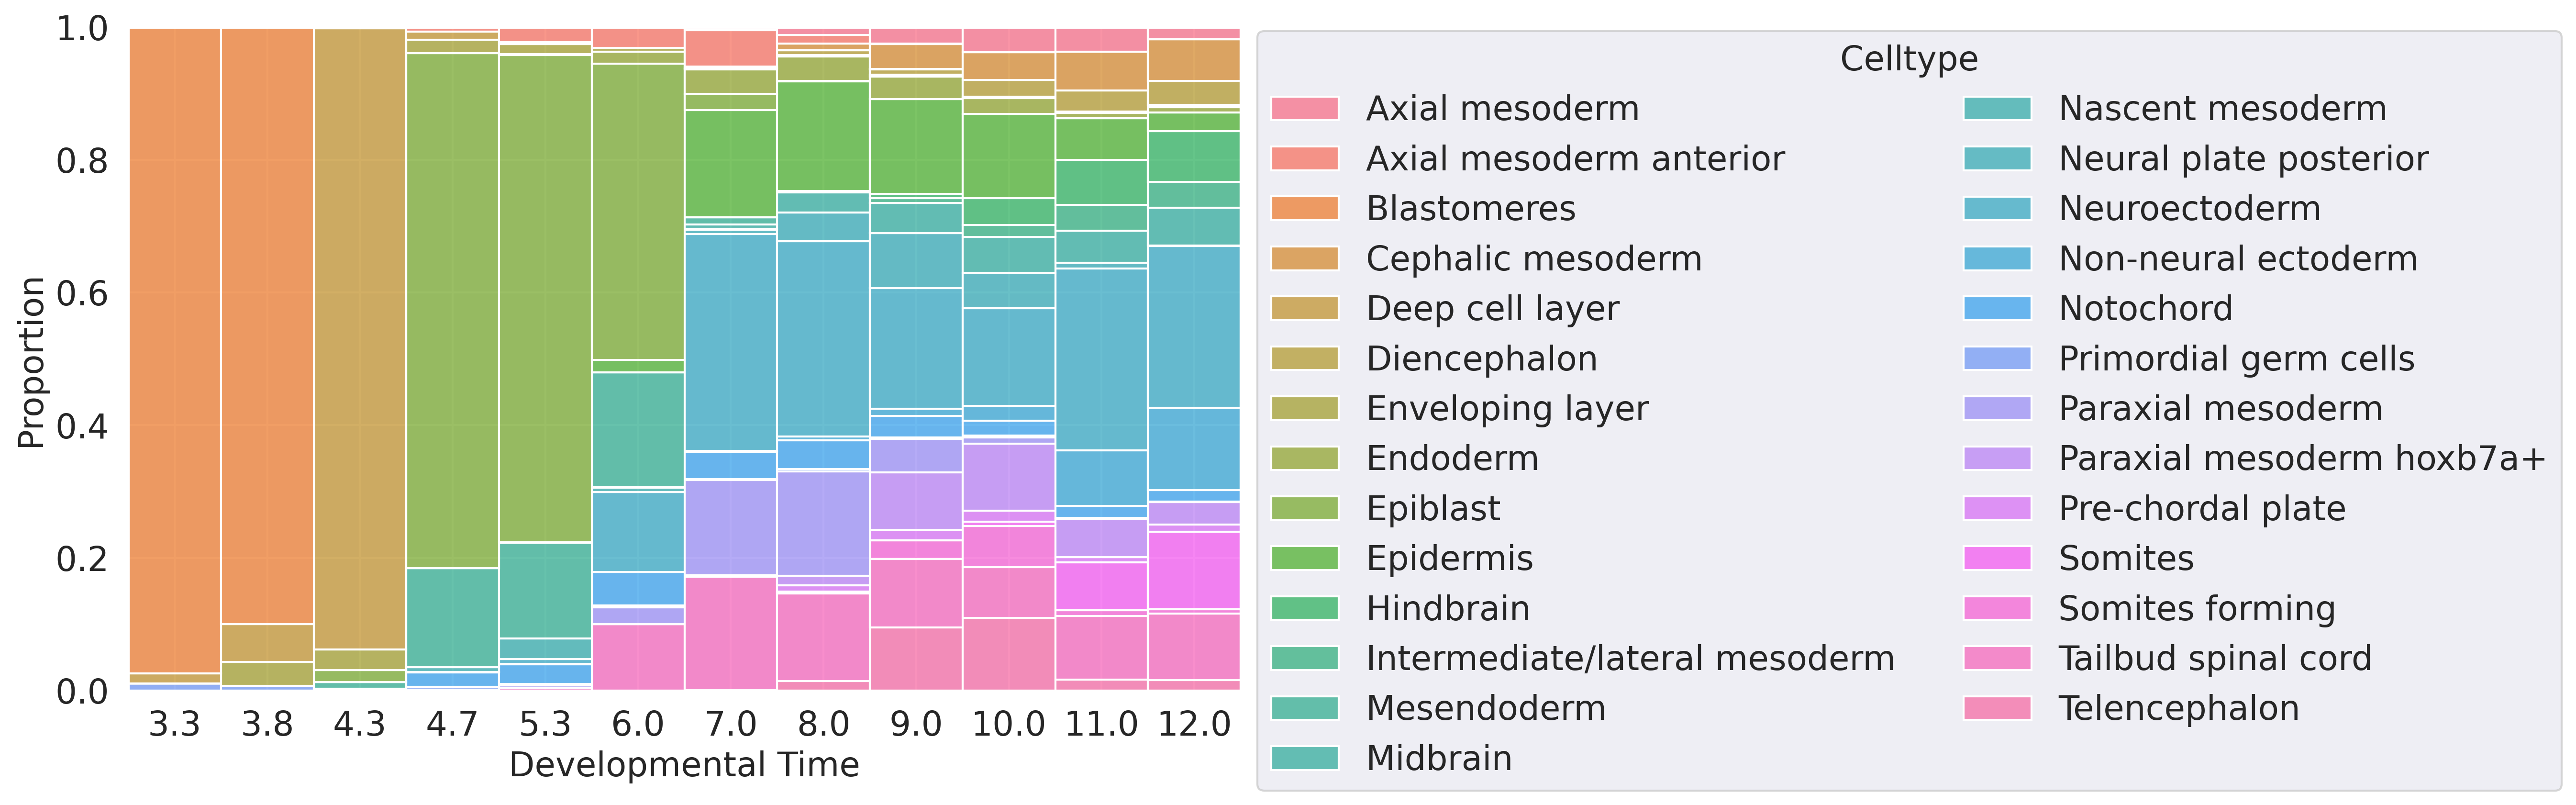 1.0
0.8
0.6
0.4
0.2
0.0
Proportion
3.3 3.8 4.3 4.7 5.3 6.0 7.0 8.0 9.0 10.0 11.0 12.0
Developmental Time
Celltype
Axial mesoderm
Axial mesoderm anterior
Blastomeres
Cephalic mesoderm
Deep cell layer
Diencephalon
Enveloping layer
Endoderm
Epiblast
Epidermis
Hindbrain
Intermediate/lateral mesoderm
Mesendoderm
Midbrain
Nascent mesoderm
Neural plate posterior
Neuroectoderm
Non-neural ectoderm
Notochord
Primordial germ cells
Paraxial mesoderm
Paraxial mesoderm hoxb7a+
Pre-chordal plate
Somites
Somites forming
Tailbud spinal cord
Telencephalon